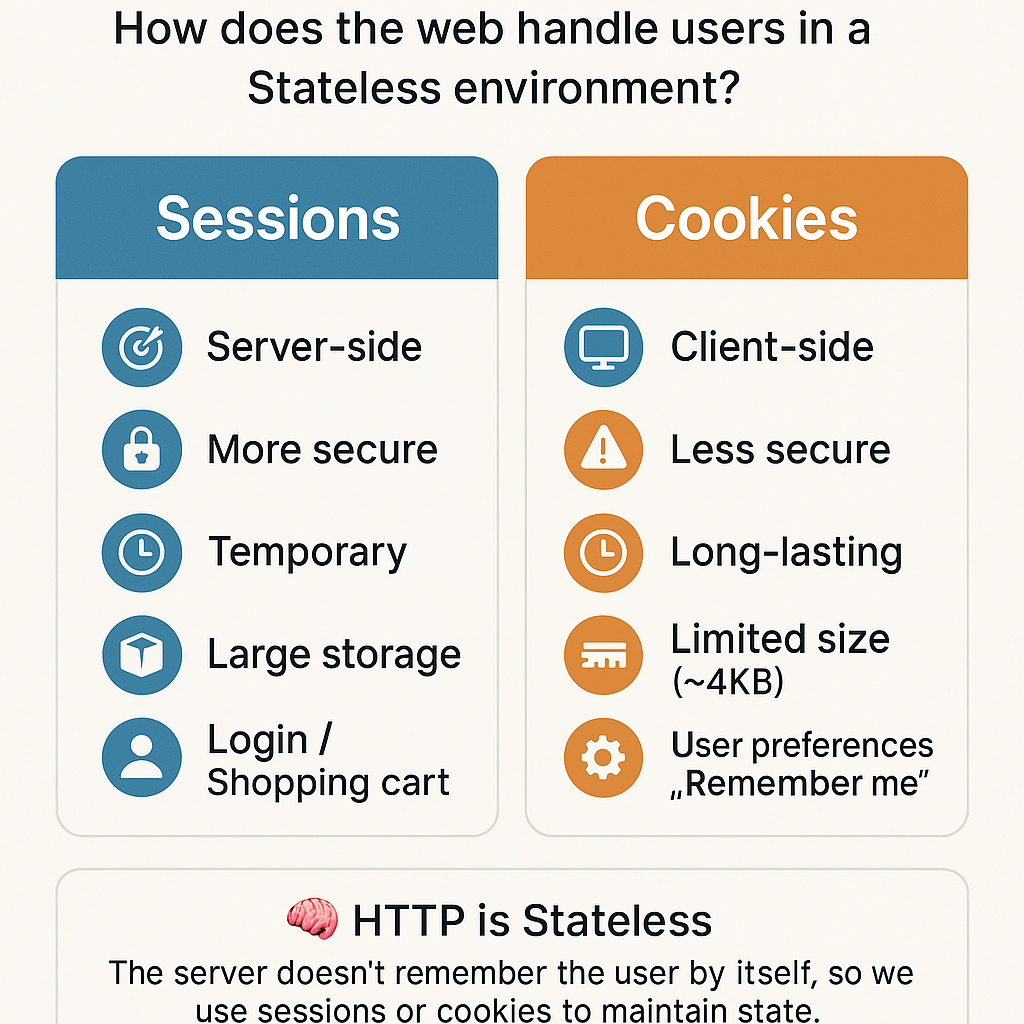 How does the web handle users in a
Stateless environment?
Sessions
Server-side
More secure
Temporary
Large storage
Login /
Shopping cart
Cookies
Client-side
Less secure
Long-lasting
Limited size
(~4KB)
User preferences
„Remember me”
HTTP is Stateless
The server doesn't remember the user by itself, so we
use sessions or cookies to maintain state.